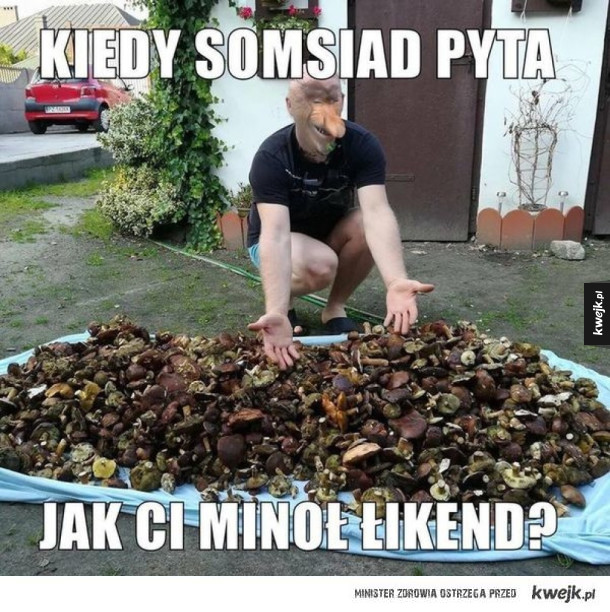 KIEDY SOMSIAD PYTA
kwejk.pl
JAK CI MINOŁ ŁIKEND?
MINISTER ZDROWIA OSTRZEGA PRZED kwejk.pl